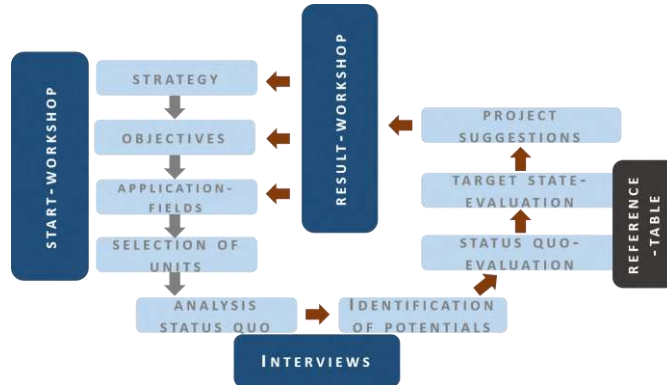 START-WORKSHOP
STRATEGY
OBJECTIVES
APPLICATION-
FIELDS
SELECTION OF
UNITS
ANALYSIS
STATUS QUO
INTERVIEWS
IDENTIFICATION
OF POTENTIALS
STATUS QUO-
EVALUATION
TARGET STATE-
EVALUATION
REFERENCE
-TABLE
PROJECT
SUGGESTIONS
RESULT-WORKSHOP